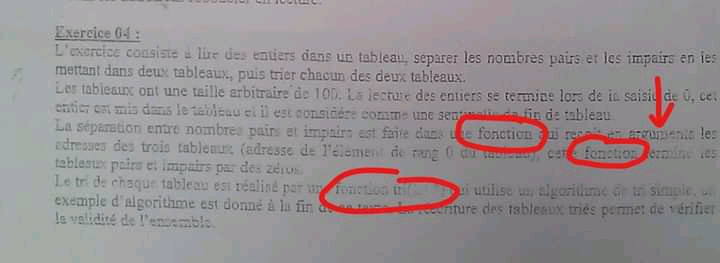 Exercice 04 :
L'exercice consiste à lire des entiers dans un tableau, séparer les nombres pairs et les impairs en les
mettant dans deux tableaux, puis trier chacun des deux tableaux.
Les tableaux ont une taille arbitraire de 100. La lecture des entiers se termine lors de la saisie de 0, cet
entier est mis dans le tableau et il est considéré comme une sentinelle de fin de tableau
La séparation entre nombres pairs et impairs est faite dans une fonction qui reçoit en arguments les
adresses des trois tableaux (adresse de l'élément de rang 0 du tableau), cette fonction termine les
tableaux pairs et impairs par des zéros.
Le tri de chaque tableau est réalisé par une fonction tri( qui utilise un algorithme de tri simple, un
exemple d'algorithme est donné à la fin de ce texte. La réécriture des tableaux triés permet de vérifier
la validité de l'ensemble.